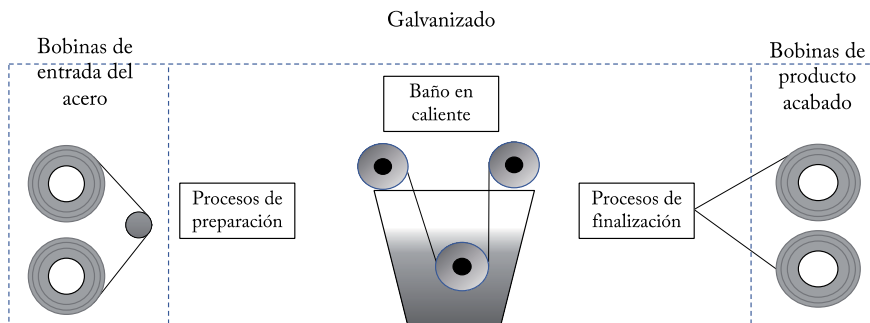 Galvanizado
Bobinas de
entrada del
acero
Procesos de
preparación
Baño en
caliente
Procesos de
finalización
Bobinas de
producto
acabado